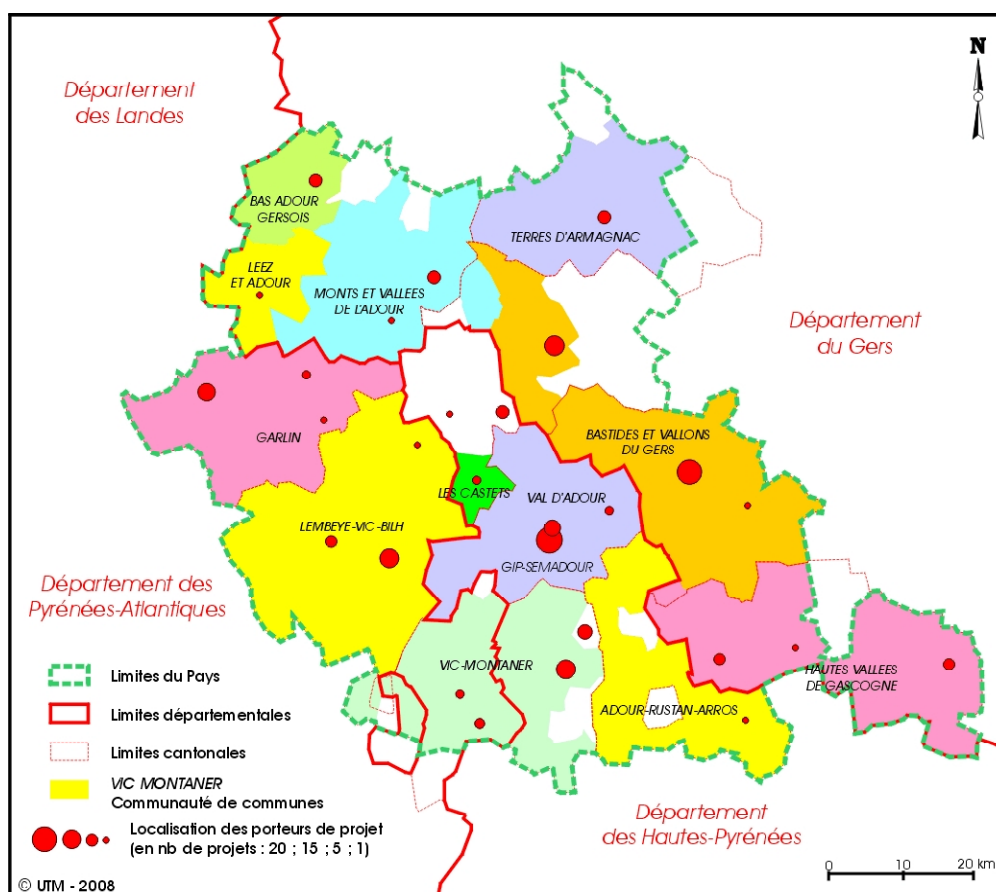 N
Département
des Landes
BAS ADOUR
GERSOIS
TERRES D'ARMAGNAC
LEEZ
ET ADOUR
MONTS ET VALLEES
DE L'ADOUR
Département
du Gers
GARLIN
BASTIDES ET VALLONS
DU GERS
LES CASTETS
VAL D'ADOUR
LEMBEYE-VIC-BILH
GIP-SEMADOUR
Département des
Pyrénées-Atlantiques
VIC-MONTANER
HAUTES VALLEES
DE GASCOGNE
ADOUR-RUSTAN-ARROS
Limites du Pays
Limites départementales
Limites cantonales
VIC MONTANER
Communauté de communes
Localisation des porteurs de projet
(en nb de projets : 20 ; 15 ; 5 ; 1)
Département
des Hautes-Pyrénées
0 10 20 km
© UTM - 2008